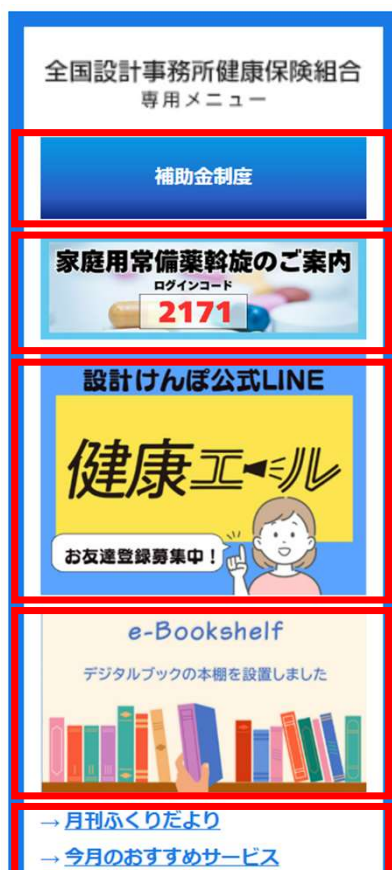 全国設計事務所健康保険組合
専用メニュー
補助金制度
家庭用常備薬斡旋のご案内
ログインコード
2171
設計けんぽ公式LINE
健康エール
お友達登録募集中！
e-Bookshelf
デジタルブックの本棚を設置しました
→ 月刊ふくりだより
→ 今月のおすすめサービス